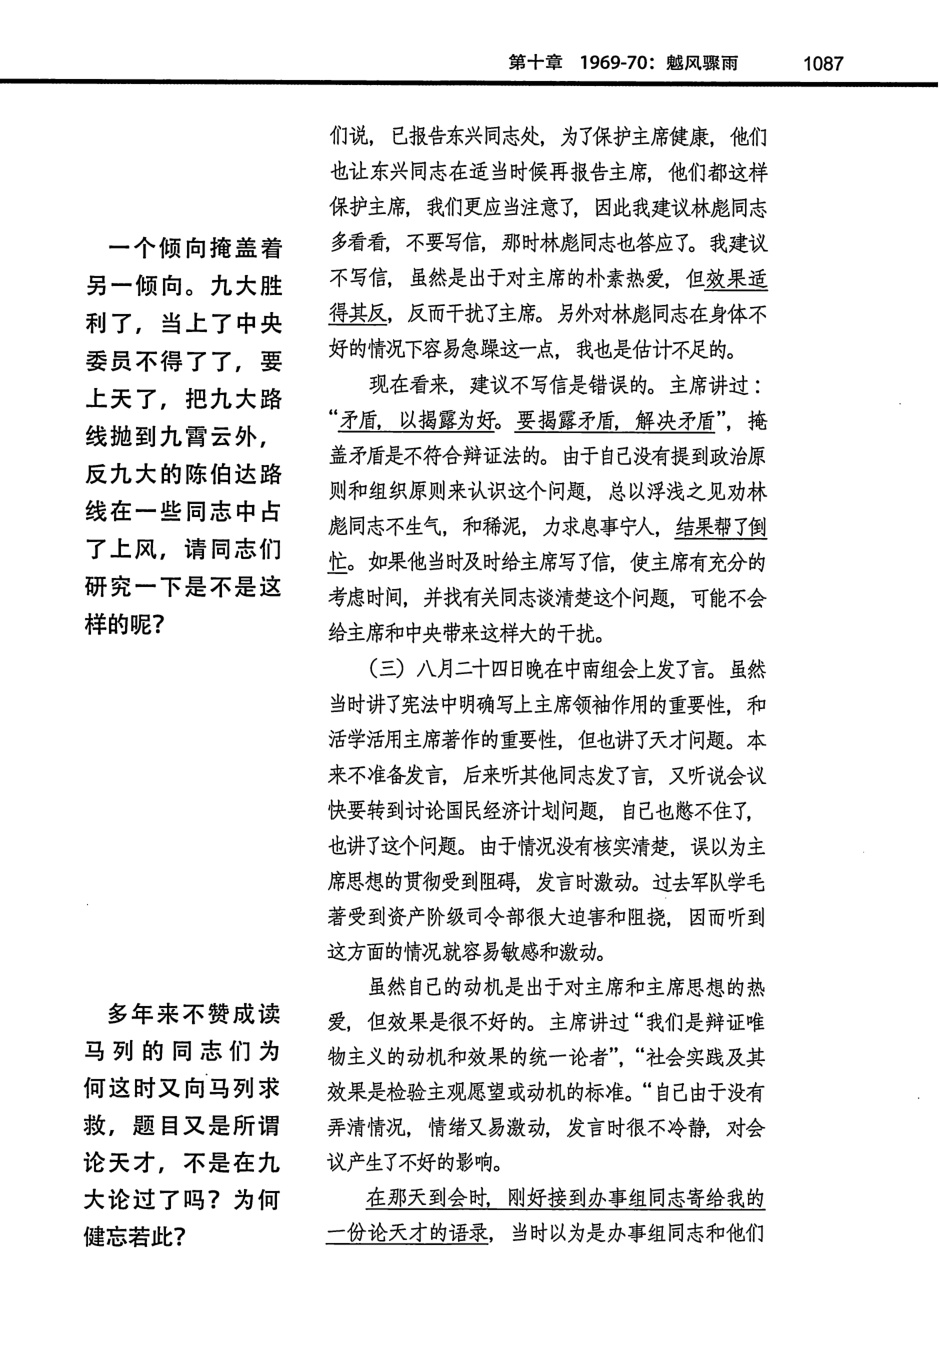 第十章 1969-70：魆风骤雨 1087
们说，已报告东兴同志处，为了保护主席健康，他们
也让东兴同志在适当时候再报告主席，他们都这样
保护主席，我们更应当注意了，因此我建议林彪同志
多看看，不要写信，那时林彪同志也答应了。我建议
不写信，虽然是出于对主席的朴素热爱，但效果适
得其反，反而干扰了主席。另外对林彪同志在身体不
好的情况下容易急躁这一点，我也是估计不足的。
现在看来，建议不写信是错误的。主席讲过：
“矛盾，以揭露为好。要揭露矛盾，解决矛盾”，掩
盖矛盾是不符合辩证法的。由于自己没有提到政治原
则和组织原则来认识这个问题，总以浮浅之见劝林
彪同志不生气，和稀泥，力求息事宁人，结果帮了倒
忙。如果他当时及时给主席写了信，使主席有充分的
考虑时间，并找有关同志谈清楚这个问题，可能不会
给主席和中央带来这样大的干扰。
（三）八月二十四日晚在中南组会上发了言。虽然
当时讲了宪法中明确写上主席领袖作用的重要性，和
活学活用主席著作的重要性，但也讲了天才问题。本
来不准备发言，后来听其他同志发了言，又听说会议
快要转到讨论国民经济计划问题，自己也憋不住了，
也讲了这个问题。由于情况没有核实清楚，误以为主
席思想的贯彻受到阻碍，发言时激动。过去军队学毛
著受到资产阶级司令部很大迫害和阻挠，因而听到
这方面的情况就容易敏感和激动。
虽然自己的动机是出于对主席和主席思想的热
爱，但效果是很不好的。主席讲过“我们是辩证唯
物主义的动机和效果的统一论者”，“社会实践及其
效果是检验主观愿望或动机的标准。“自己由于没有
弄清情况，情绪又易激动，发言时很不冷静，对会
议产生了不好的影响。
在那天到会时，刚好接到办事组同志寄给我的
一份论天才的语录，当时以为是办事组同志和他们
一个倾向掩盖着
另一倾向。九大胜
利了，当上了中央
委员不得了了，要
上天了，把九大路
线抛到九霄云外，
反九大的陈伯达路
线在一些同志中占
了上风，请同志们
研究一下是不是这
样的呢？
多年来不赞成读
马列的同志们为
何这时又向马列求
救，题目又是所谓
论天才，不是在九
大论过了吗？为何
健忘若此？